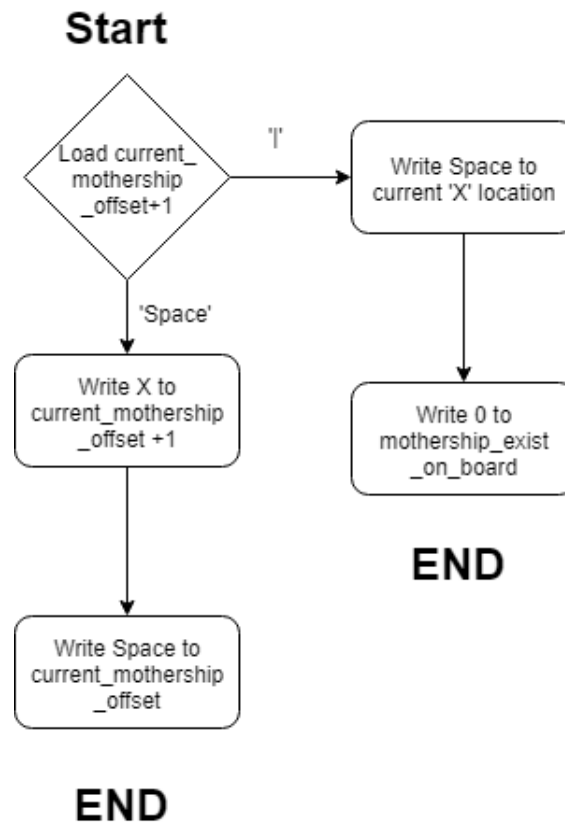 Start
Load current_
mothership
_offset+1
'|'
Write Space to
current 'X' location
'Space'
Write X to
current_mothership
_offset +1
Write 0 to
mothership_exist
_on_board
END
Write Space to
current_mothership
_offset
END